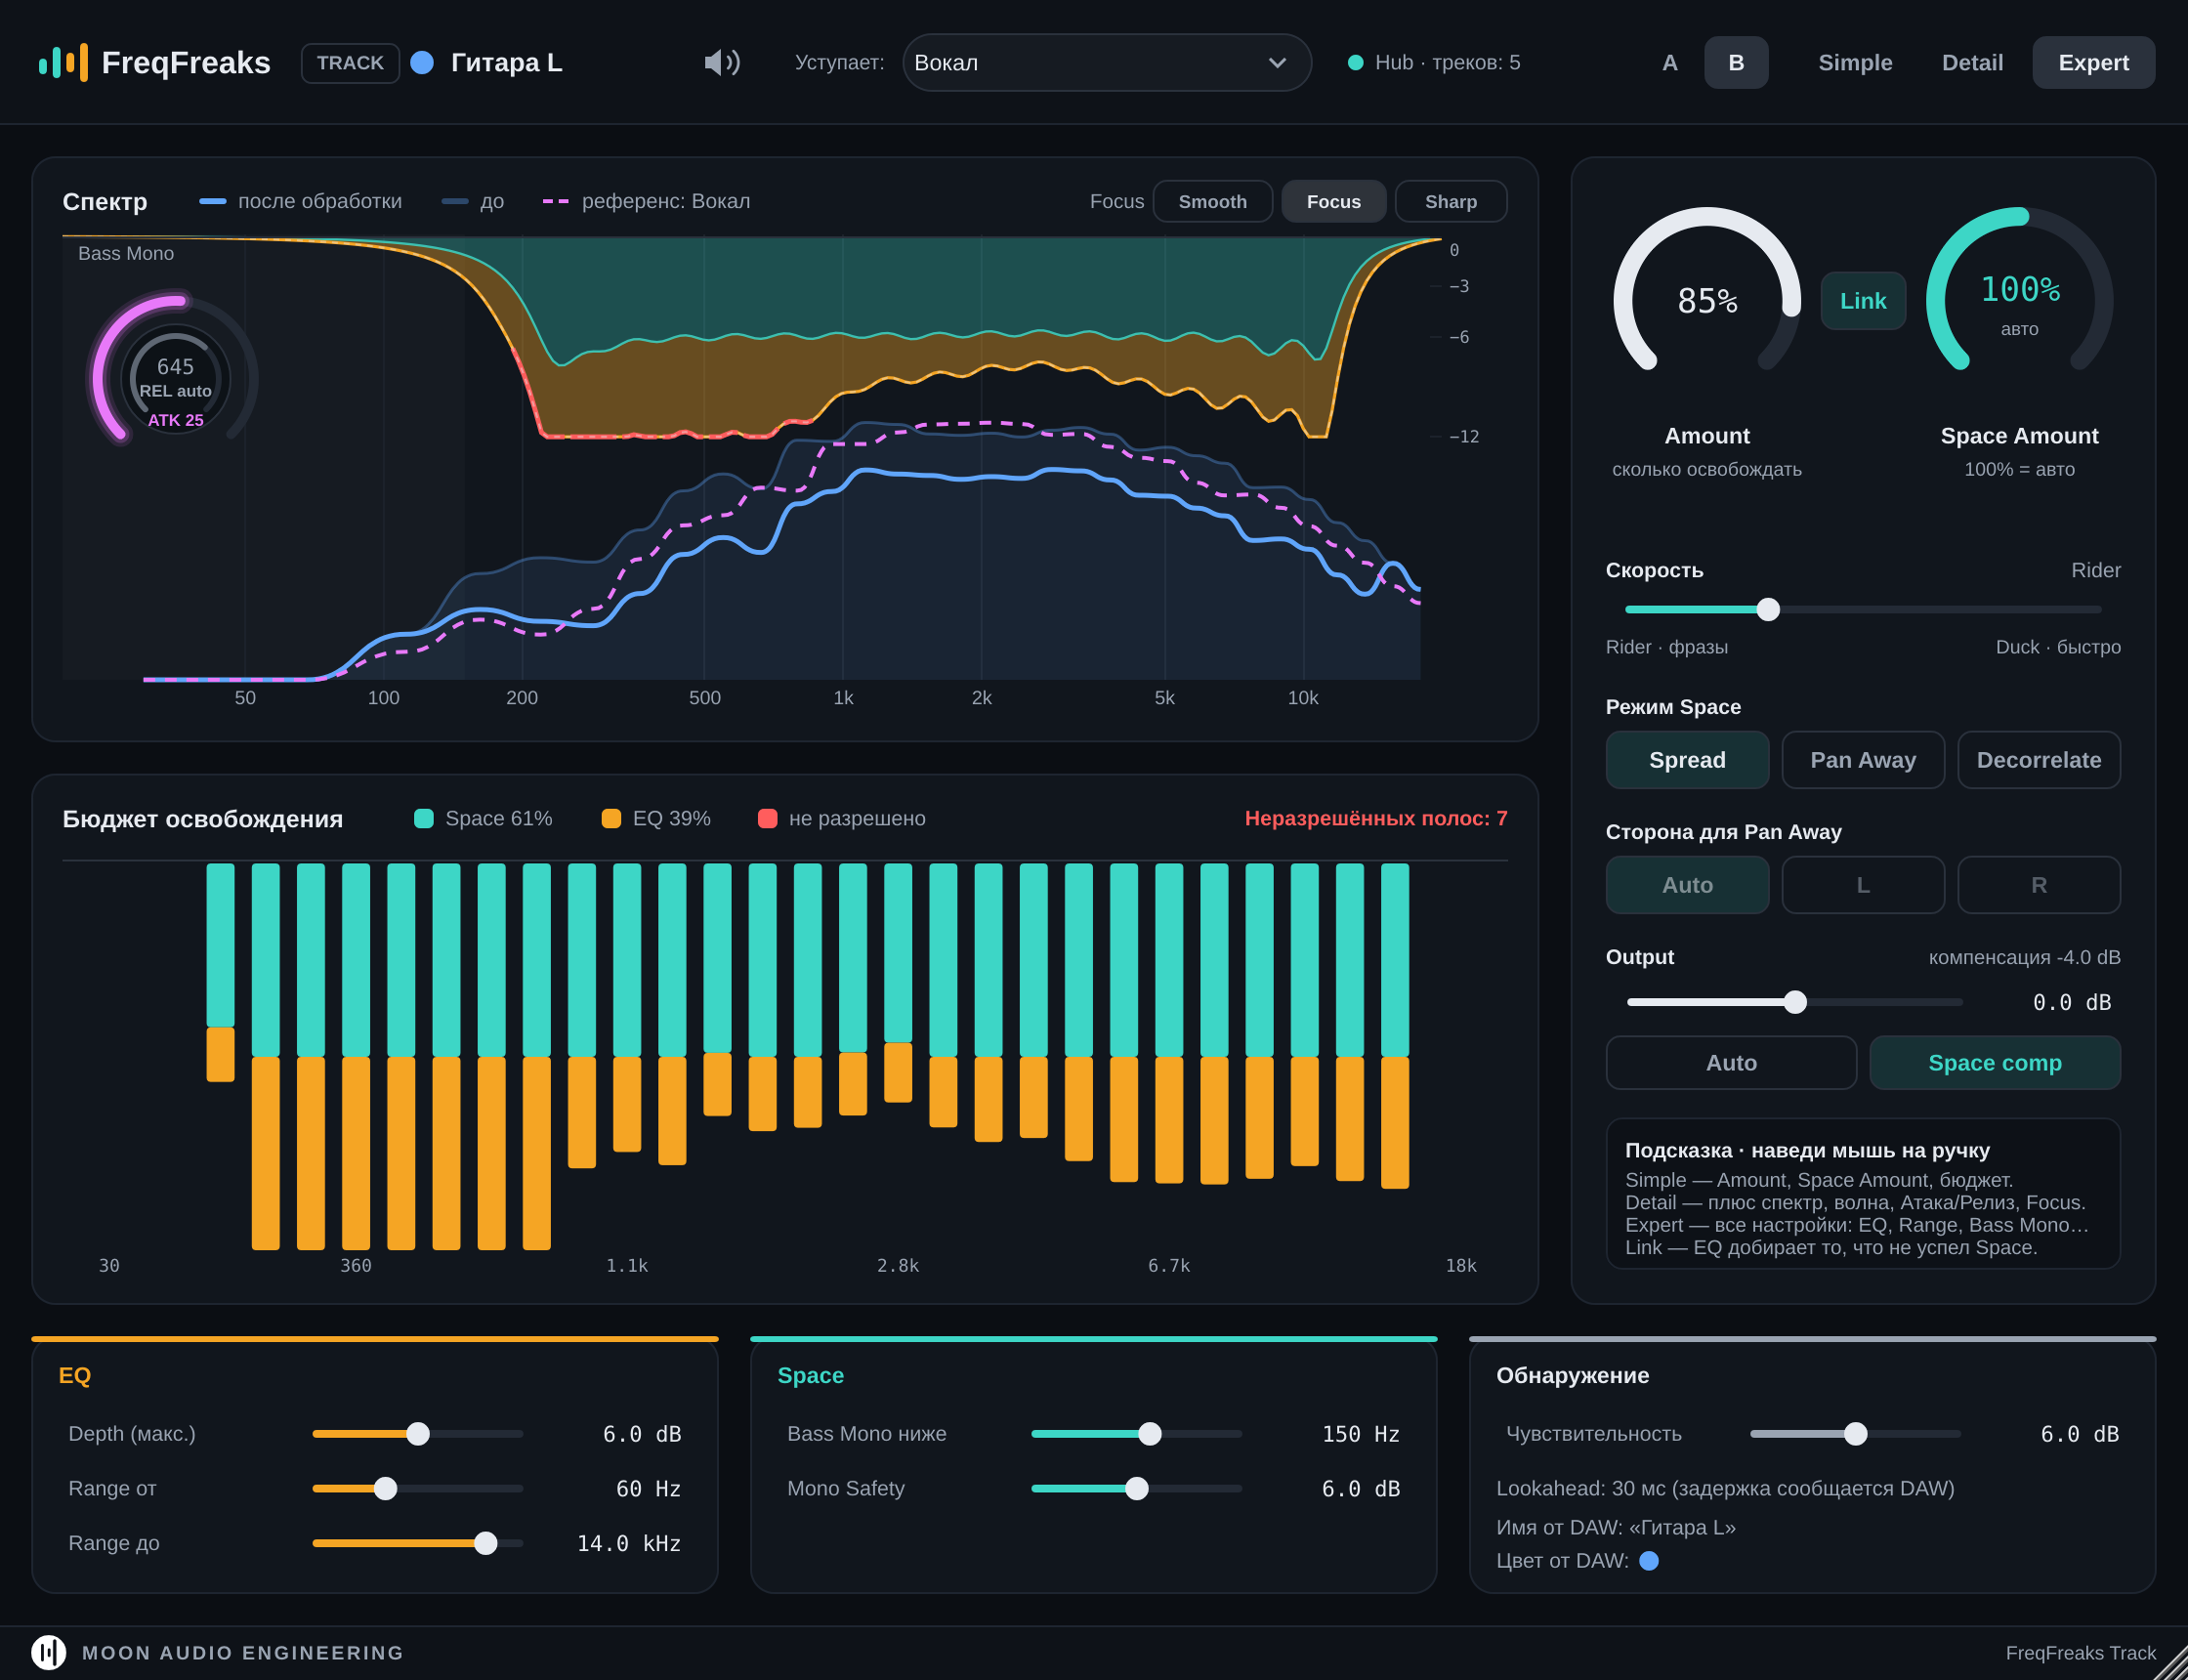 FreqFreaks TRACK Гитара L Уступает: Вокал Hub · треков: 5 A B Simple Detail Expert
Спектр после обработки до референс: Вокал Focus Smooth Focus Sharp
Bass Mono
0
−3
−6
−12
645
REL auto
ATK 25
50 100 200 500 1k 2k 5k 10k
85% Link 100%
авто
Amount Space Amount
сколько освобождать 100% = авто
Скорость Rider
Rider · фразы Duck · быстро
Режим Space
Spread Pan Away Decorrelate
Сторона для Pan Away
Auto L R
Output компенсация -4.0 dB
0.0 dB
Auto Space comp
Подсказка · наведи мышь на ручку
Simple — Amount, Space Amount, бюджет.
Detail — плюс спектр, волна, Атака/Релиз, Focus.
Expert — все настройки: EQ, Range, Bass Mono…
Link — EQ добирает то, что не успел Space.
Бюджет освобождения Space 61% EQ 39% не разрешено Неразрешённых полос: 7
30 360 1.1k 2.8k 6.7k 18k
EQ
Depth (макс.) 6.0 dB
Range от 60 Hz
Range до 14.0 kHz
Space
Bass Mono ниже 150 Hz
Mono Safety 6.0 dB
Обнаружение
Чувствительность 6.0 dB
Lookahead: 30 мс (задержка сообщается DAW)
Имя от DAW: «Гитара L»
Цвет от DAW:
MOON AUDIO ENGINEERING FreqFreaks Track